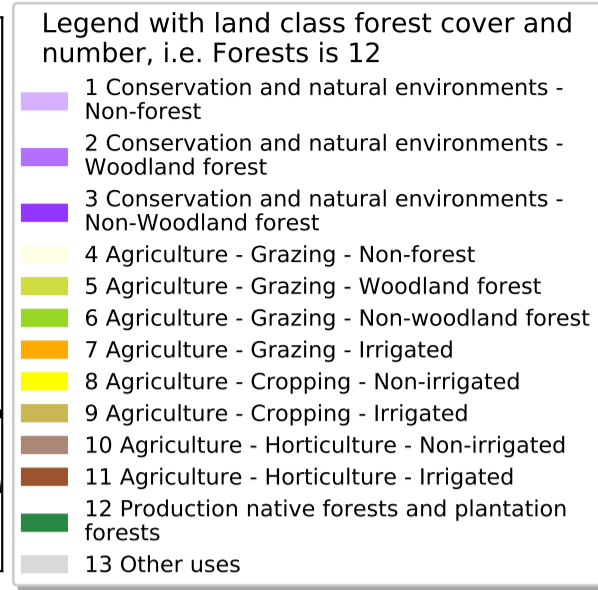 Legend with land class forest cover and
number, i.e. Forests is 12
1 Conservation and natural environments -
Non-forest
2 Conservation and natural environments -
Woodland forest
3 Conservation and natural environments -
Non-Woodland forest
4 Agriculture - Grazing - Non-forest
5 Agriculture - Grazing - Woodland forest
6 Agriculture - Grazing - Non-woodland forest
7 Agriculture - Grazing - Irrigated
8 Agriculture - Cropping - Non-irrigated
9 Agriculture - Cropping - Irrigated
10 Agriculture - Horticulture - Non-irrigated
11 Agriculture - Horticulture - Irrigated
12 Production native forests and plantation
forests
13 Other uses